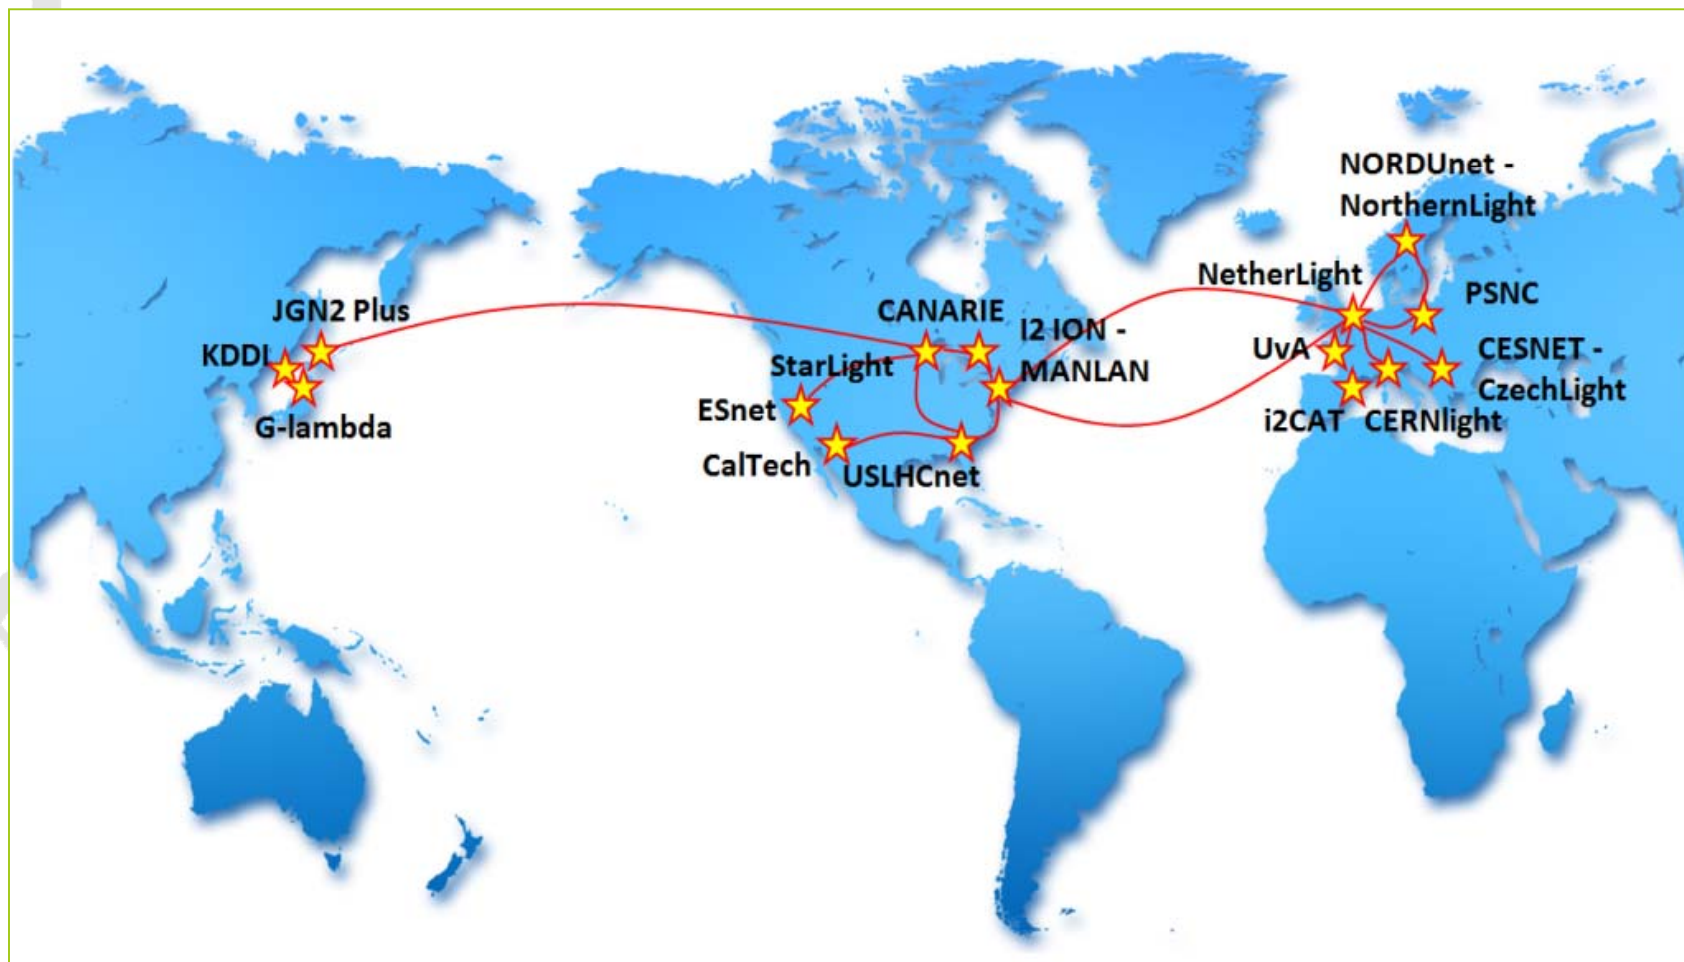 NORDUnet -
NorthernLight
NetherLight
PSNC
JGN2 Plus
CANARIE
I2 ION -
MANLAN
KDDI
StarLight
UvA
CESNET -
CzechLight
ESnet
G-lambda
i2CAT
CERNlight
CalTech
USLHCnet